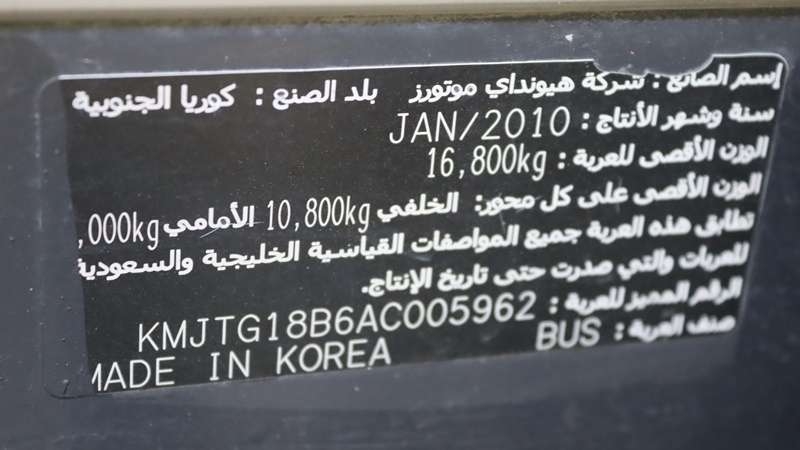 إسم الصانع : شركة هيونداي موتورز بلد الصنع : كوريا الجنوبية
سنة وشهر الأنتاج : JAN/2010
الوزن الأقصى للعربة : 16,800kg
الوزن الأقصى على كل محور: الخلفي 10,800kg الأمامي ,000kg
تطابق هذه العربة جميع المواصفات القياسية الخليجية والسعودية
للعربات والتي صدرت حتى تاريخ الإنتاج.
الرقم المميز للعربة : KMJTG18B6AC005962
صنف العربة : BUS
MADE IN KOREA